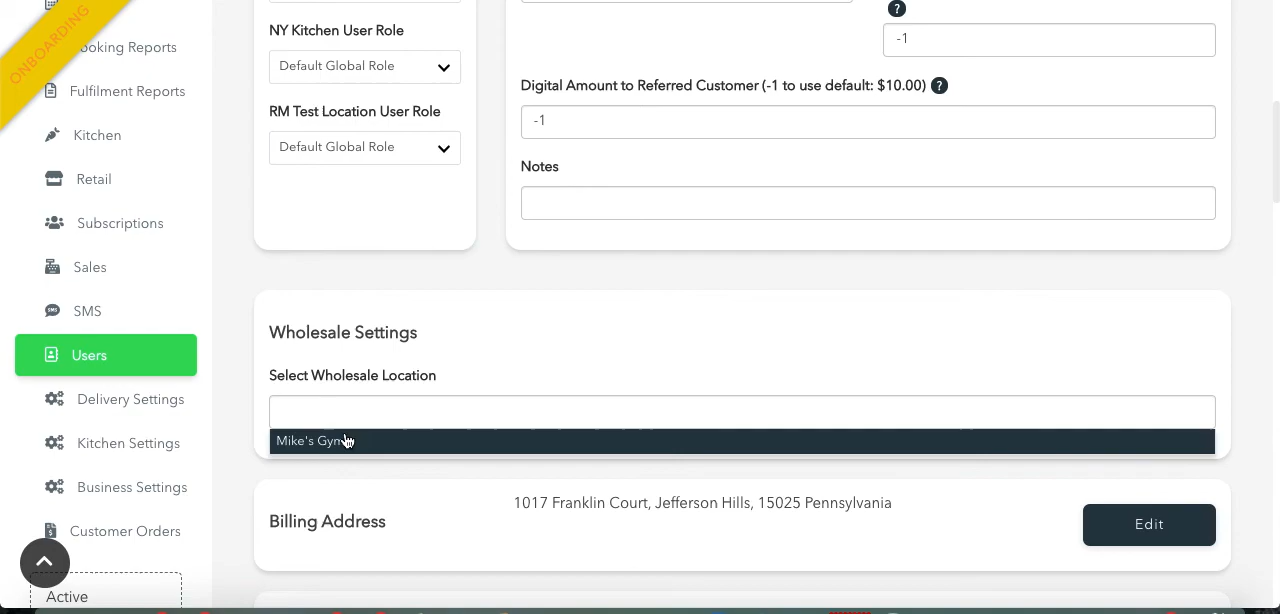 ONBOARDING
ooking Reports
Fulfilment Reports
Kitchen
Retail
Subscriptions
Sales
SMS
Users
Delivery Settings
Kitchen Settings
Business Settings
Customer Orders
Active
NY Kitchen User Role
Default Global Role
RM Test Location User Role
Default Global Role
?
-1
Digital Amount to Referred Customer (-1 to use default: $10.00) ?
-1
Notes
Wholesale Settings
Select Wholesale Location
Mike's Gym
Billing Address
1017 Franklin Court, Jefferson Hills, 15025 Pennsylvania
Edit